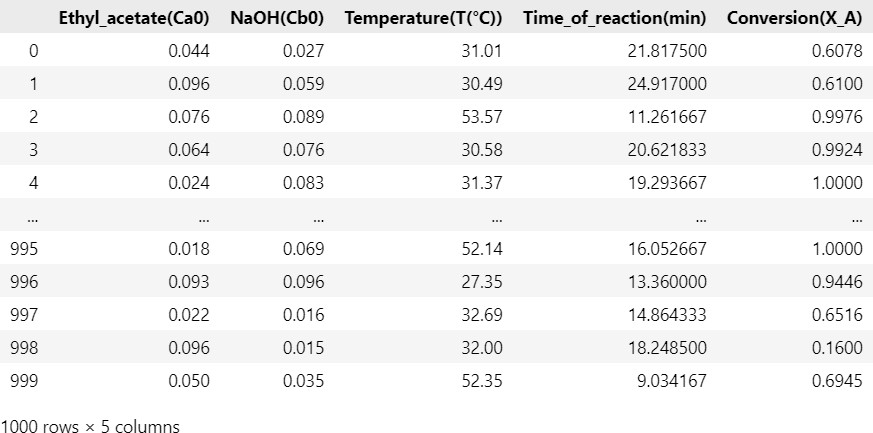 Ethyl_acetate(Ca0) NaOH(Cb0) Temperature(T(°C)) Time_of_reaction(min) Conversion(X_A)
0 0.044 0.027 31.01 21.817500 0.6078
1 0.096 0.059 30.49 24.917000 0.6100
2 0.076 0.089 53.57 11.261667 0.9976
3 0.064 0.076 30.58 20.621833 0.9924
4 0.024 0.083 31.37 19.293667 1.0000
... ... ... ... ... ...
995 0.018 0.069 52.14 16.052667 1.0000
996 0.093 0.096 27.35 13.360000 0.9446
997 0.022 0.016 32.69 14.864333 0.6516
998 0.096 0.015 32.00 18.248500 0.1600
999 0.050 0.035 52.35 9.034167 0.6945
1000 rows × 5 columns